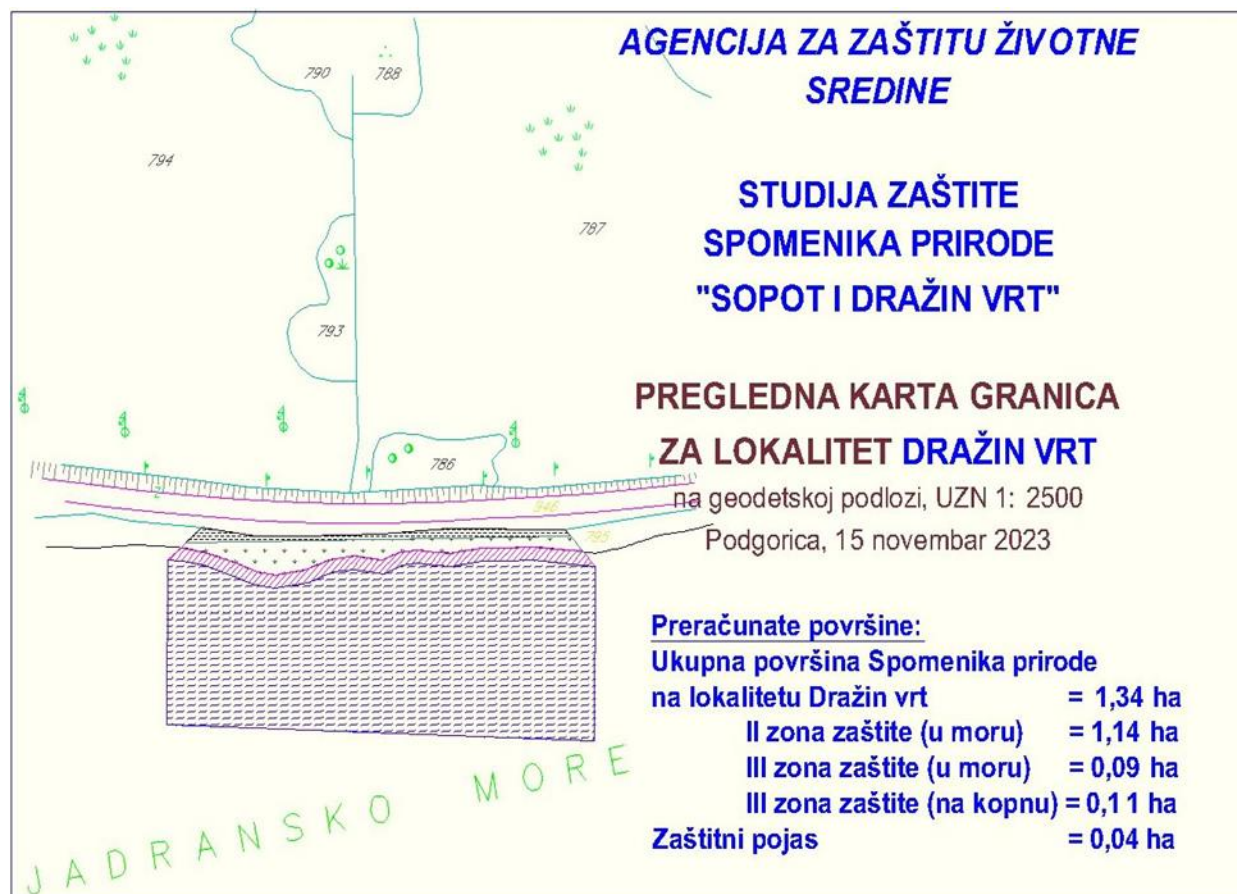 AGENCIJA ZA ZAŠTITU ŽIVOTNE
SREDINE
STUDIJA ZAŠTITE
SPOMENIKA PRIRODE
"SOPOT I DRAŽIN VRT"
PREGLEDNA KARTA GRANICA
ZA LOKALITET DRAŽIN VRT
na geodetskoj podlozi, UZN 1: 2500
Podgorica, 15 novembar 2023
Preračunate površine:
Ukupna površina Spomenika prirode
na lokalitetu Dražin vrt = 1,34 ha
II zona zaštite (u moru) = 1,14 ha
III zona zaštite (u moru) = 0,09 ha
III zona zaštite (na kopnu) = 0,11 ha
Zaštitni pojas = 0,04 ha
790
788
794
787
793
786
946
795
JADRANSKO MORE